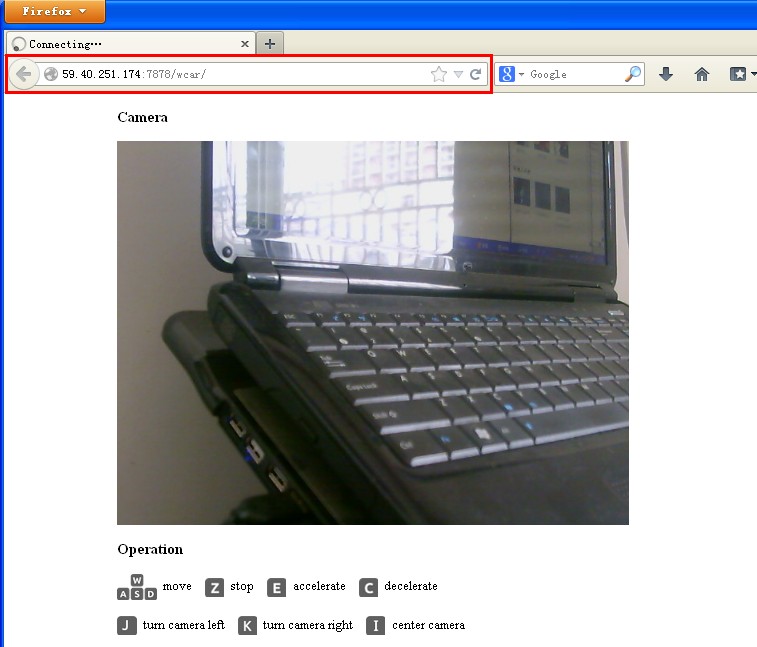 Firefox
Connecting…
59.40.251.174:7878/wcar/
Google
Camera
Operation
W
A S D move Z stop E accelerate C decelerate
J turn camera left K turn camera right I center camera